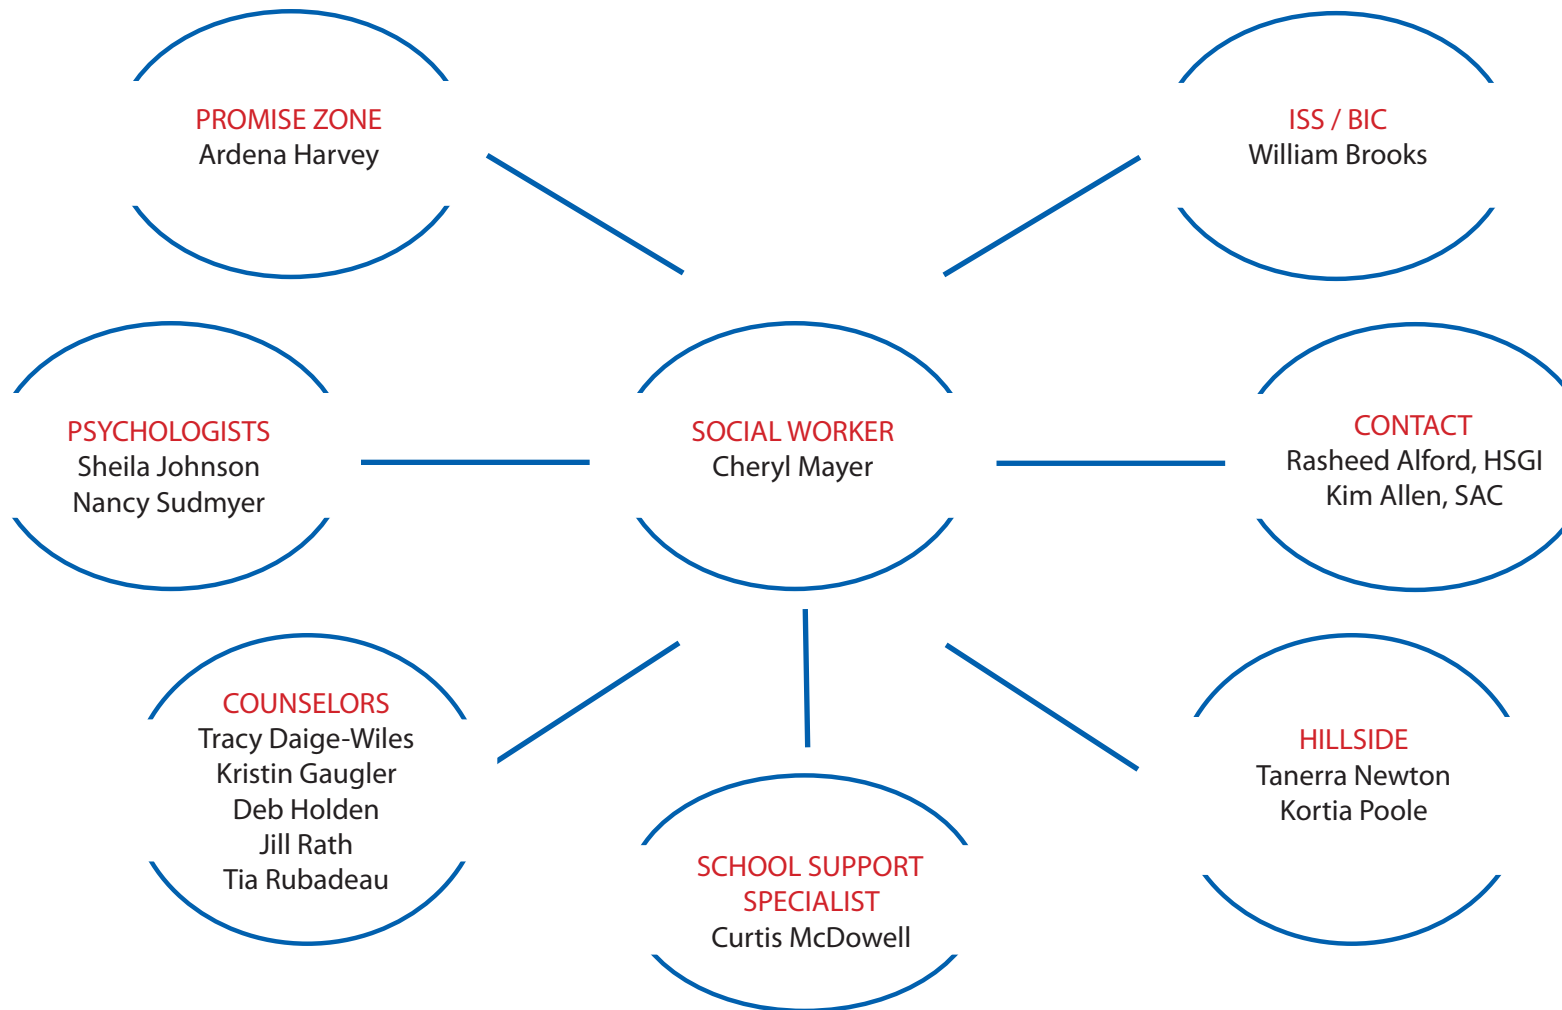 PROMISE ZONE
Ardena Harvey
ISS / BIC
William Brooks
PSYCHOLOGISTS
Sheila Johnson
Nancy Sudmyer
SOCIAL WORKER
Cheryl Mayer
CONTACT
Rasheed Alford, HSGI
Kim Allen, SAC
COUNSELORS
Tracy Daige-Wiles
Kristin Gaugler
Deb Holden
Jill Rath
Tia Rubadeau
SCHOOL SUPPORT
SPECIALIST
Curtis McDowell
HILLSIDE
Tanerra Newton
Kortia Poole